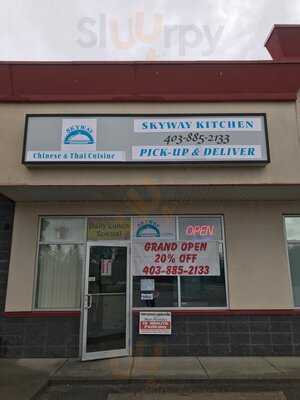 Sluurpy
SKYWAY
SKYWAY KITCHEN
403-885-2133
Chinese & Thai Cuisine
PICK-UP & DELIVER
Daily Lunch
Special
SKYWAY
OPEN
GRAND OPEN
20% OFF
403-885-2133